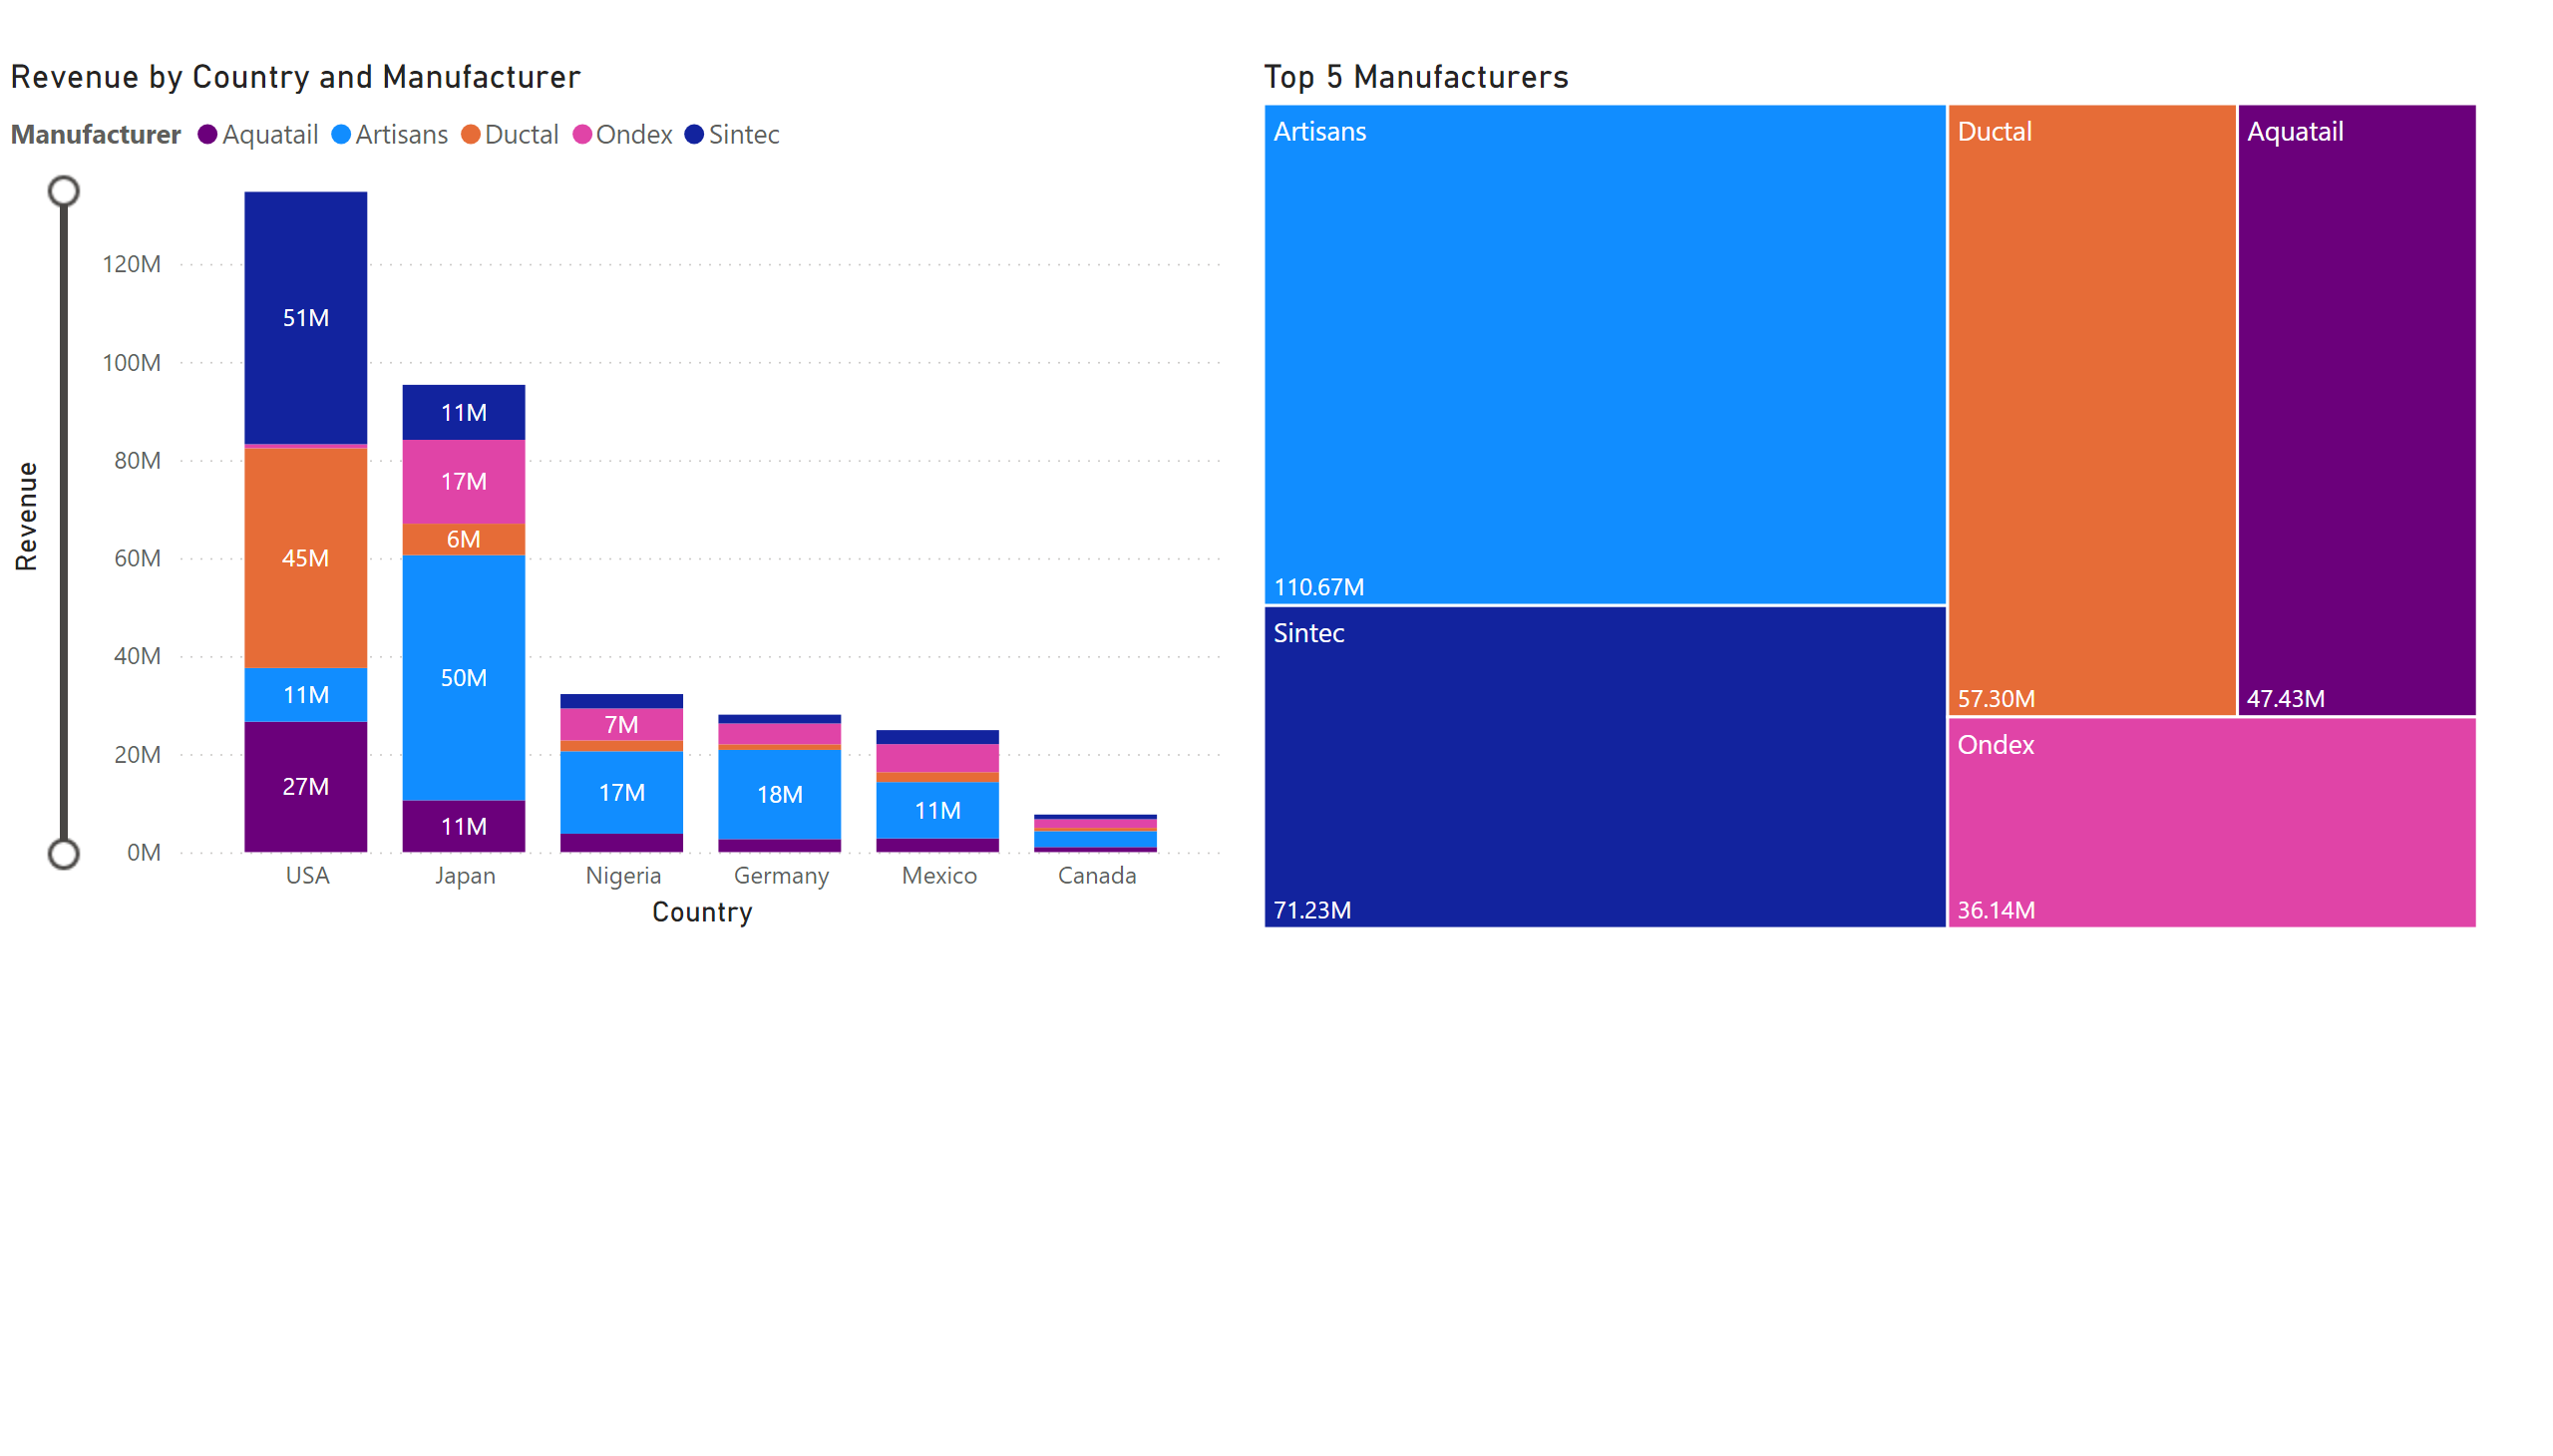 Revenue by Country and Manufacturer
Manufacturer Aquatail Artisans Ductal Ondex Sintec
Revenue
120M
100M
80M
60M
40M
20M
0M
51M
45M
11M
27M
11M
17M
6M
50M
11M
7M
17M
18M
11M
USA Japan Nigeria Germany Mexico Canada
Country
Top 5 Manufacturers
Artisans
110.67M
Sintec
71.23M
Ductal
57.30M
Aquatail
47.43M
Ondex
36.14M